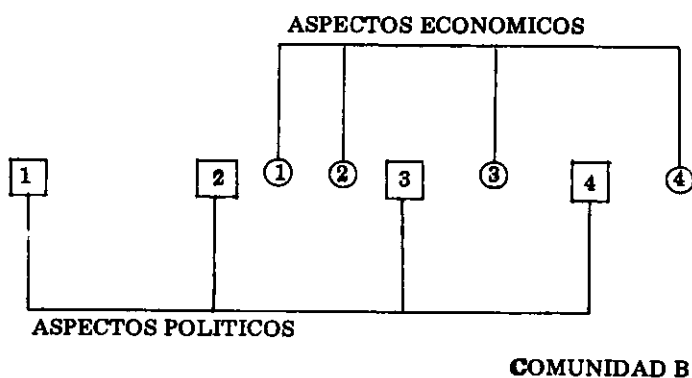 ASPECTOS ECONOMICOS
1 2 1 2 3 3 4 4
ASPECTOS POLITICOS
COMUNIDAD B